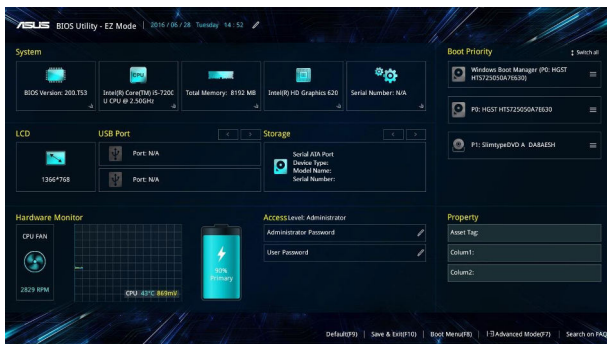 ASUS BIOS Utility - EZ Mode 2016/06/28 Tuesday 14:52
System
BIOS Version: 200.T53
CPU
Intel(R) Core(TM) i5-7200
U CPU @ 2.50GHz
Total Memory: 8192 MB
Intel(R) HD Graphics 620
Serial Number: N/A
Boot Priority
Switch all
Windows Boot Manager (P0: HGST
HTS725050A7E630)
P0: HGST HTS725050A7E630
P1: SlimtypeDVD A DA8AESH
LCD
1366*768
USB Port
Port: N/A
Port: N/A
Storage
Serial ATA Port
Device Type:
Model Name:
Serial Number:
Hardware Monitor
CPU FAN
2829 RPM
CPU 43°C 869mV
90%
Primary
Access Level: Administrator
Administrator Password
User Password
Property
Asset Tag:
Colum1:
Colum2:
Default(F9) Save & Exit(F10) Boot Menu(F8) Advanced Mode(F7) Search on FAQ